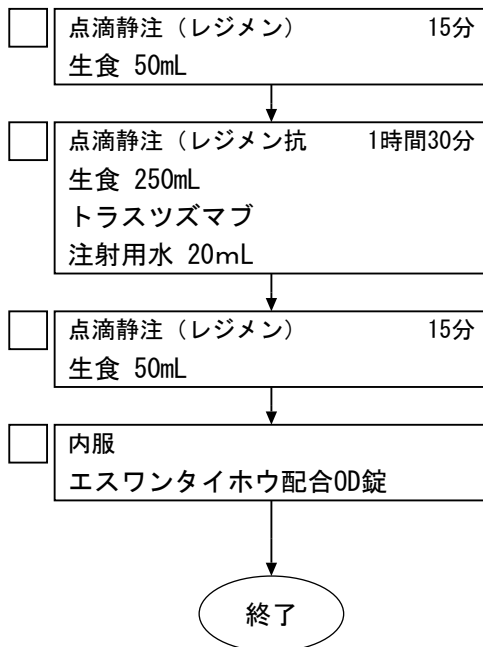 点滴静注（レジメン） 15分
生食 50mL
点滴静注（レジメン抗 1時間30分
生食 250mL
トラスツズマブ
注射用水 20mL
点滴静注（レジメン） 15分
生食 50mL
内服
エスワンタイホウ配合OD錠
終了